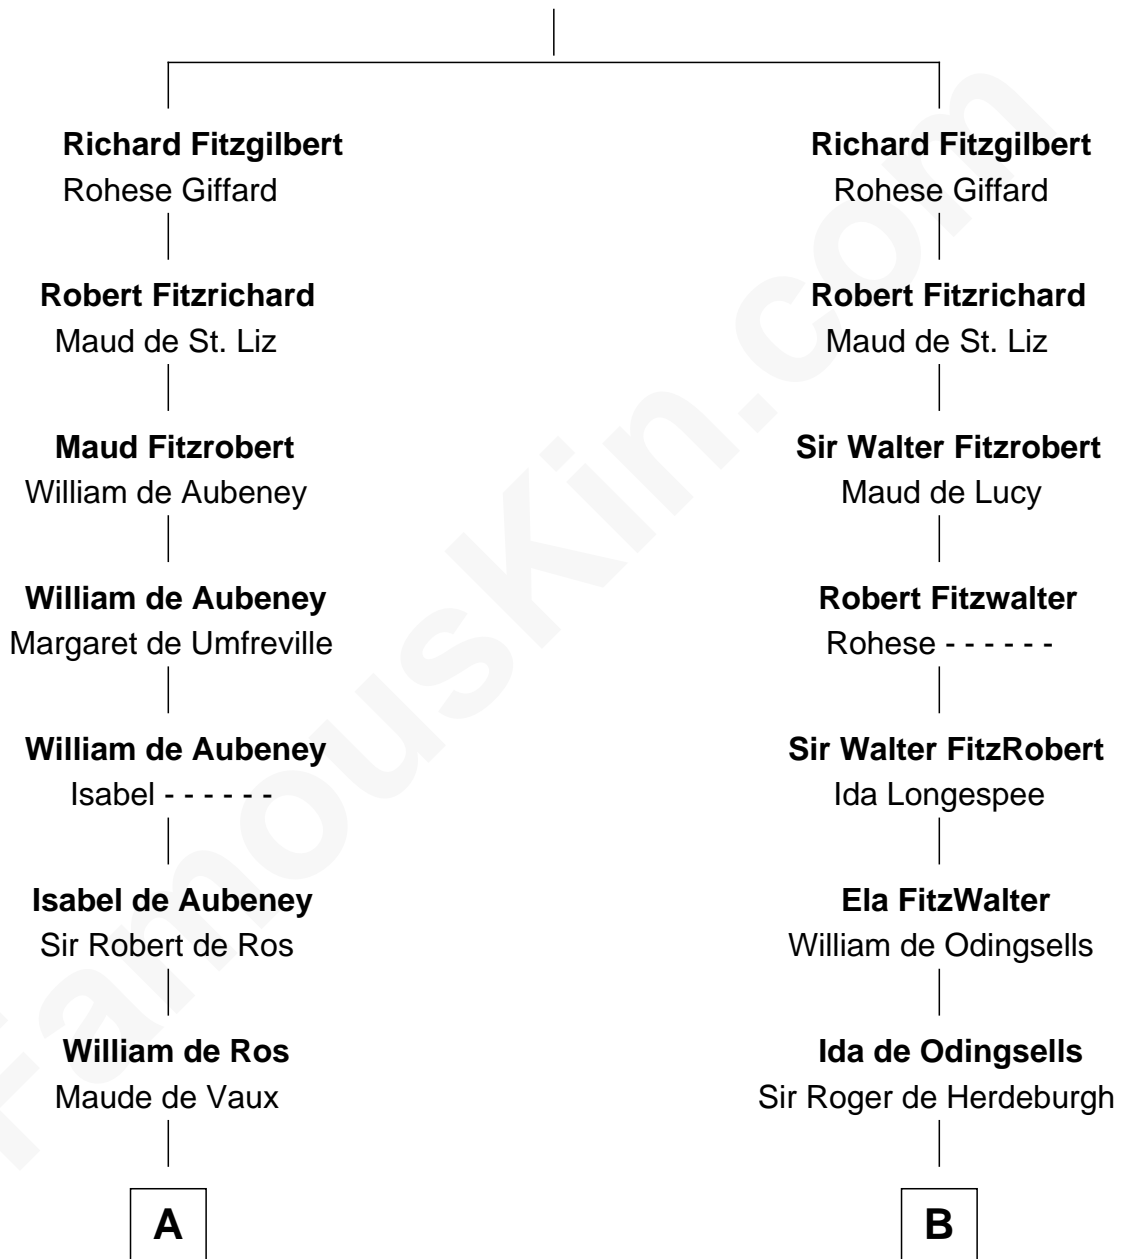 Richard Fitzgilbert
Rohese Giffard
Robert Fitzrichard
Maud de St. Liz
Maud Fitzrobert
William de Aubeney
William de Aubeney
Margaret de Umfreville
William de Aubeney
Isabel - - - - - -
Isabel de Aubeney
Sir Robert de Ros
William de Ros
Maude de Vaux
A
Richard Fitzgilbert
Rohese Giffard
Robert Fitzrichard
Maud de St. Liz
Sir Walter Fitzrobert
Maud de Lucy
Robert Fitzwalter
Rohese - - - - - -
Sir Walter FitzRobert
Ida Longespee
Ela FitzWalter
William de Odingsells
Ida de Odingsells
Sir Roger de Herdeburgh
B
FamousKin.com